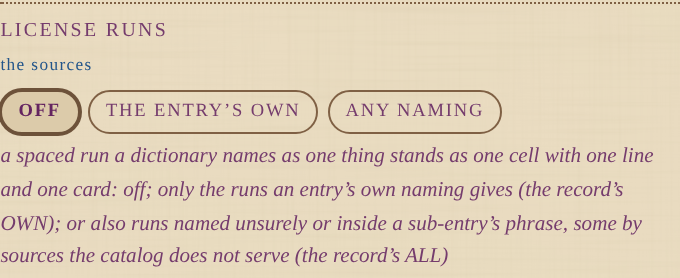 LICENSE RUNS
the sources
OFF THE ENTRY’S OWN ANY NAMING
a spaced run a dictionary names as one thing stands as one cell with one line
and one card: off; only the runs an entry’s own naming gives (the record’s
OWN); or also runs named unsurely or inside a sub-entry’s phrase, some by
sources the catalog does not serve (the record’s ALL)